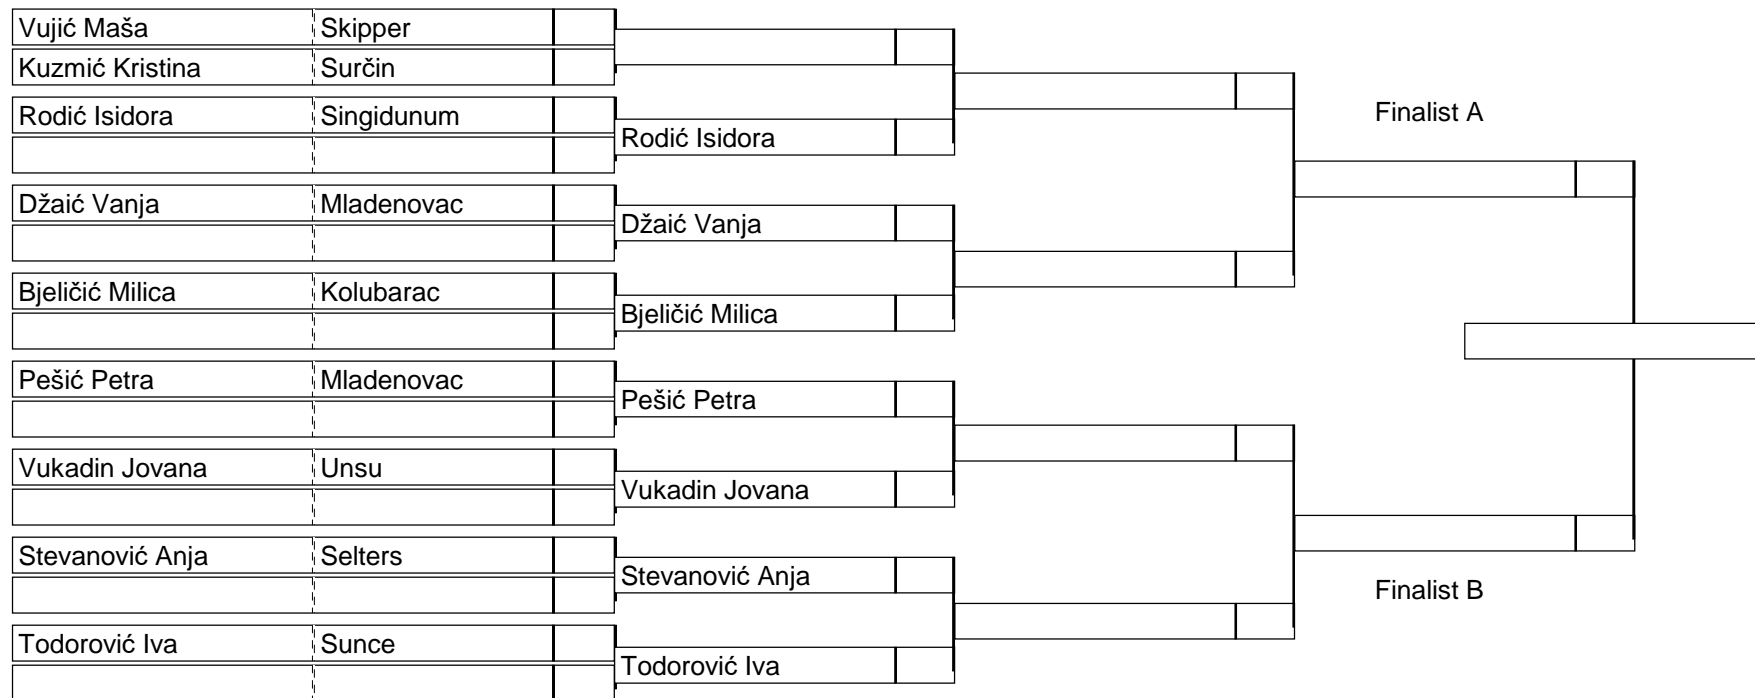 Vujić Maša Skipper
Kuzmić Kristina Surčin
Rodić Isidora Singidunum
Rodić Isidora
Finalist A
Džaić Vanja Mladenovac
Džaić Vanja
Bjeličić Milica Kolubarac
Bjeličić Milica
Pešić Petra Mladenovac
Pešić Petra
Vukadin Jovana Unsu
Vukadin Jovana
Stevanović Anja Selters
Stevanović Anja
Finalist B
Todorović Iva Sunce
Todorović Iva